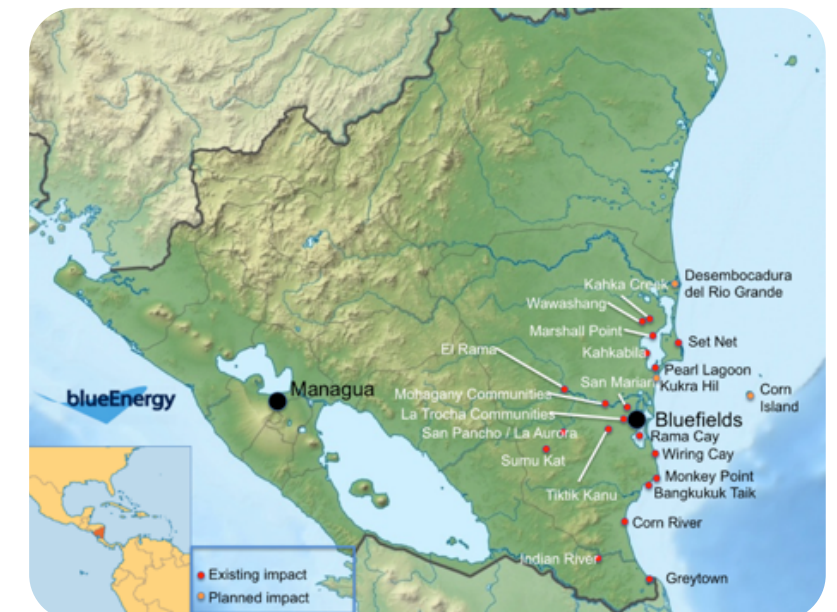 Desembocadura
del Rio Grande
Kahka Creek
Wawashang
Marshall Point
Set Net
El Rama
Kahkabila
Pearl Lagoon
San Marian
Kukra Hil
Managua
blueEnergy
Mohagany Communities
Corn
Island
La Trocha Communities
Bluefields
San Pancho / La Aurora
Rama Cay
Sumu Kat
Wiring Cay
Monkey Point
Tiktik Kanu
Bangkukuk Taik
Corn River
Indian River
Existing impact
Greytown
Planned impact